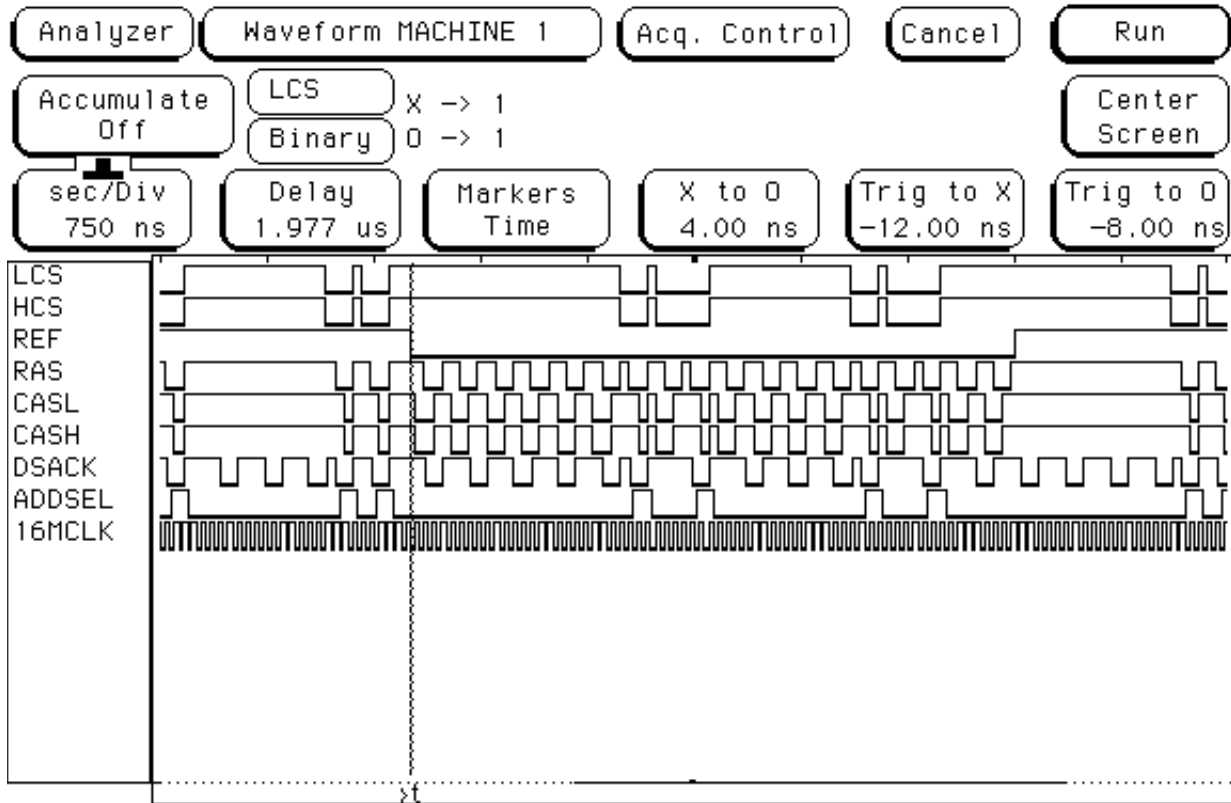 Analyzer Waveform MACHINE 1 Acq. Control Cancel Run
Accumulate Off
LCS X -> 1
Binary O -> 1
Center Screen
sec/Div Delay Markers X to O Trig to X Trig to O
750 ns 1.977 us Time 4.00 ns -12.00 ns -8.00 ns
LCS
HCS
REF
RAS
CASL
CASH
DSACK
ADDSEL
16MCLK
t